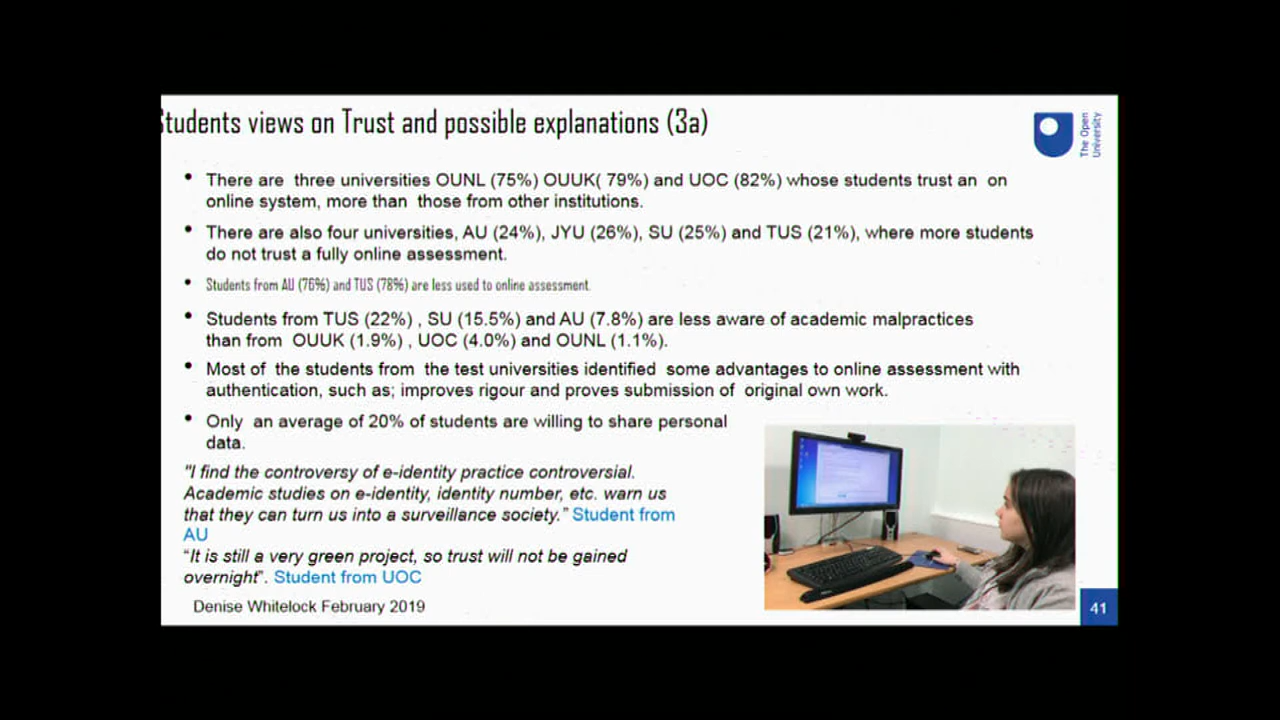 Students views on Trust and possible explanations (3a)
The Open
University
• There are three universities OUNL (75%) OUUK( 79%) and UOC (82%) whose students trust an on
online system, more than those from other institutions.
• There are also four universities, AU (24%), JYU (26%), SU (25%) and TUS (21%), where more students
do not trust a fully online assessment.
• Students from AU (76%) and TUS (78%) are less used to online assessment.
• Students from TUS (22%) , SU (15.5%) and AU (7.8%) are less aware of academic malpractices
than from OUUK (1.9%) , UOC (4.0%) and OUNL (1.1%).
• Most of the students from the test universities identified some advantages to online assessment with
authentication, such as; improves rigour and proves submission of original own work.
• Only an average of 20% of students are willing to share personal
data.
"I find the controversy of e-identity practice controversial.
Academic studies on e-identity, identity number, etc. warn us
that they can turn us into a surveillance society." Student from
AU
"It is still a very green project, so trust will not be gained
overnight". Student from UOC
Denise Whitelock February 2019
41